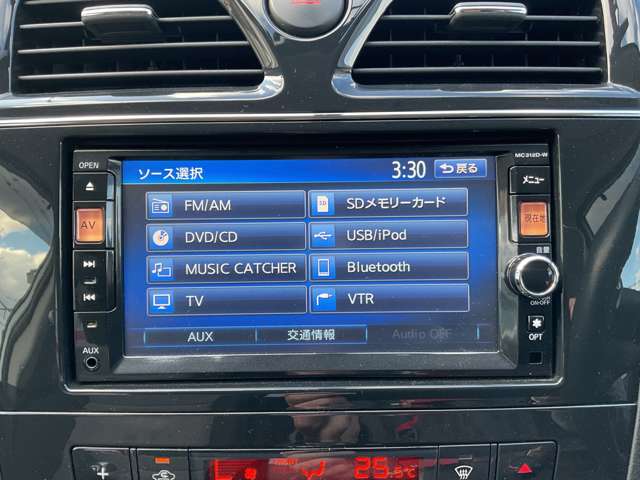 OPEN
MC312D-W
ソース選択
3:30
戻る
メニュー
AV
現在地
FM/AM
SD
SDメモリーカード
DVD/CD
USB/iPod
音量
MUSIC CATCHER
Bluetooth
TV
VTR
ON-OFF
AUX
交通情報
Audio OFF
OPT
AUX
25.5℃